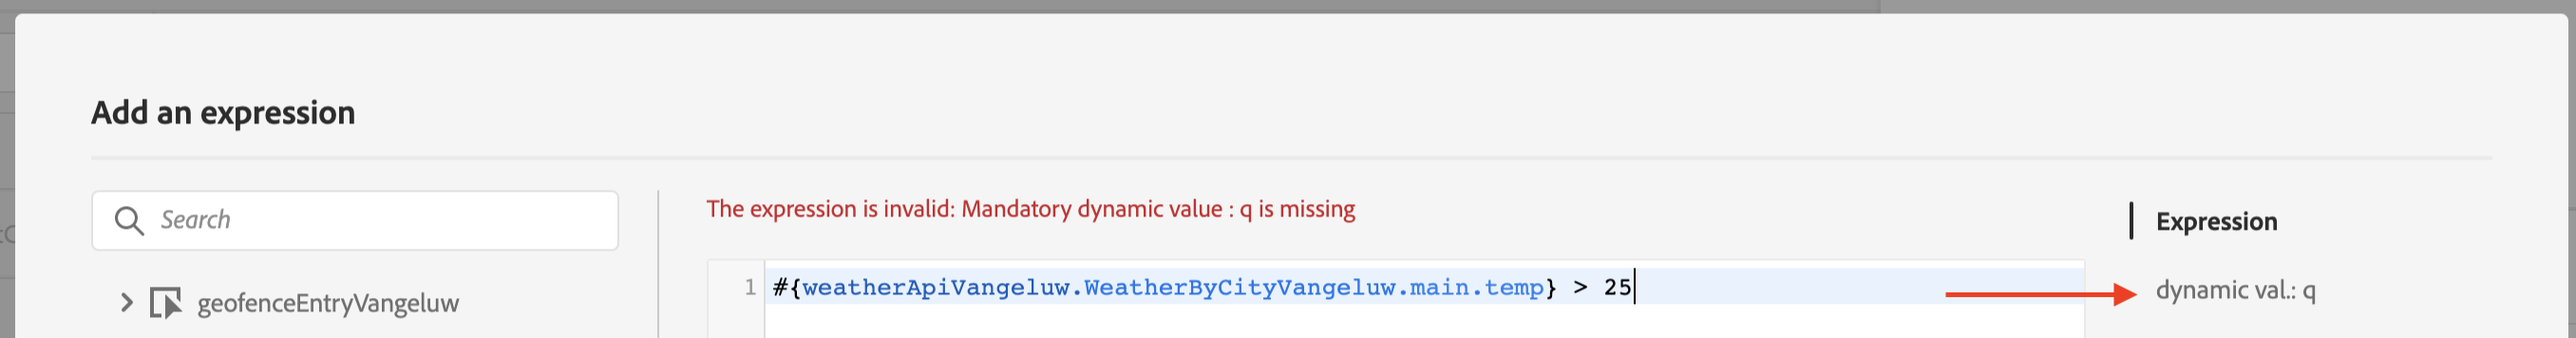 Add an expression
Search
geofenceEntryVangeluw
The expression is invalid: Mandatory dynamic value : q is missing
1 #{weatherApiVangeluw.WeatherByCityVangeluw.main.temp} > 25
Expression
dynamic val.: q